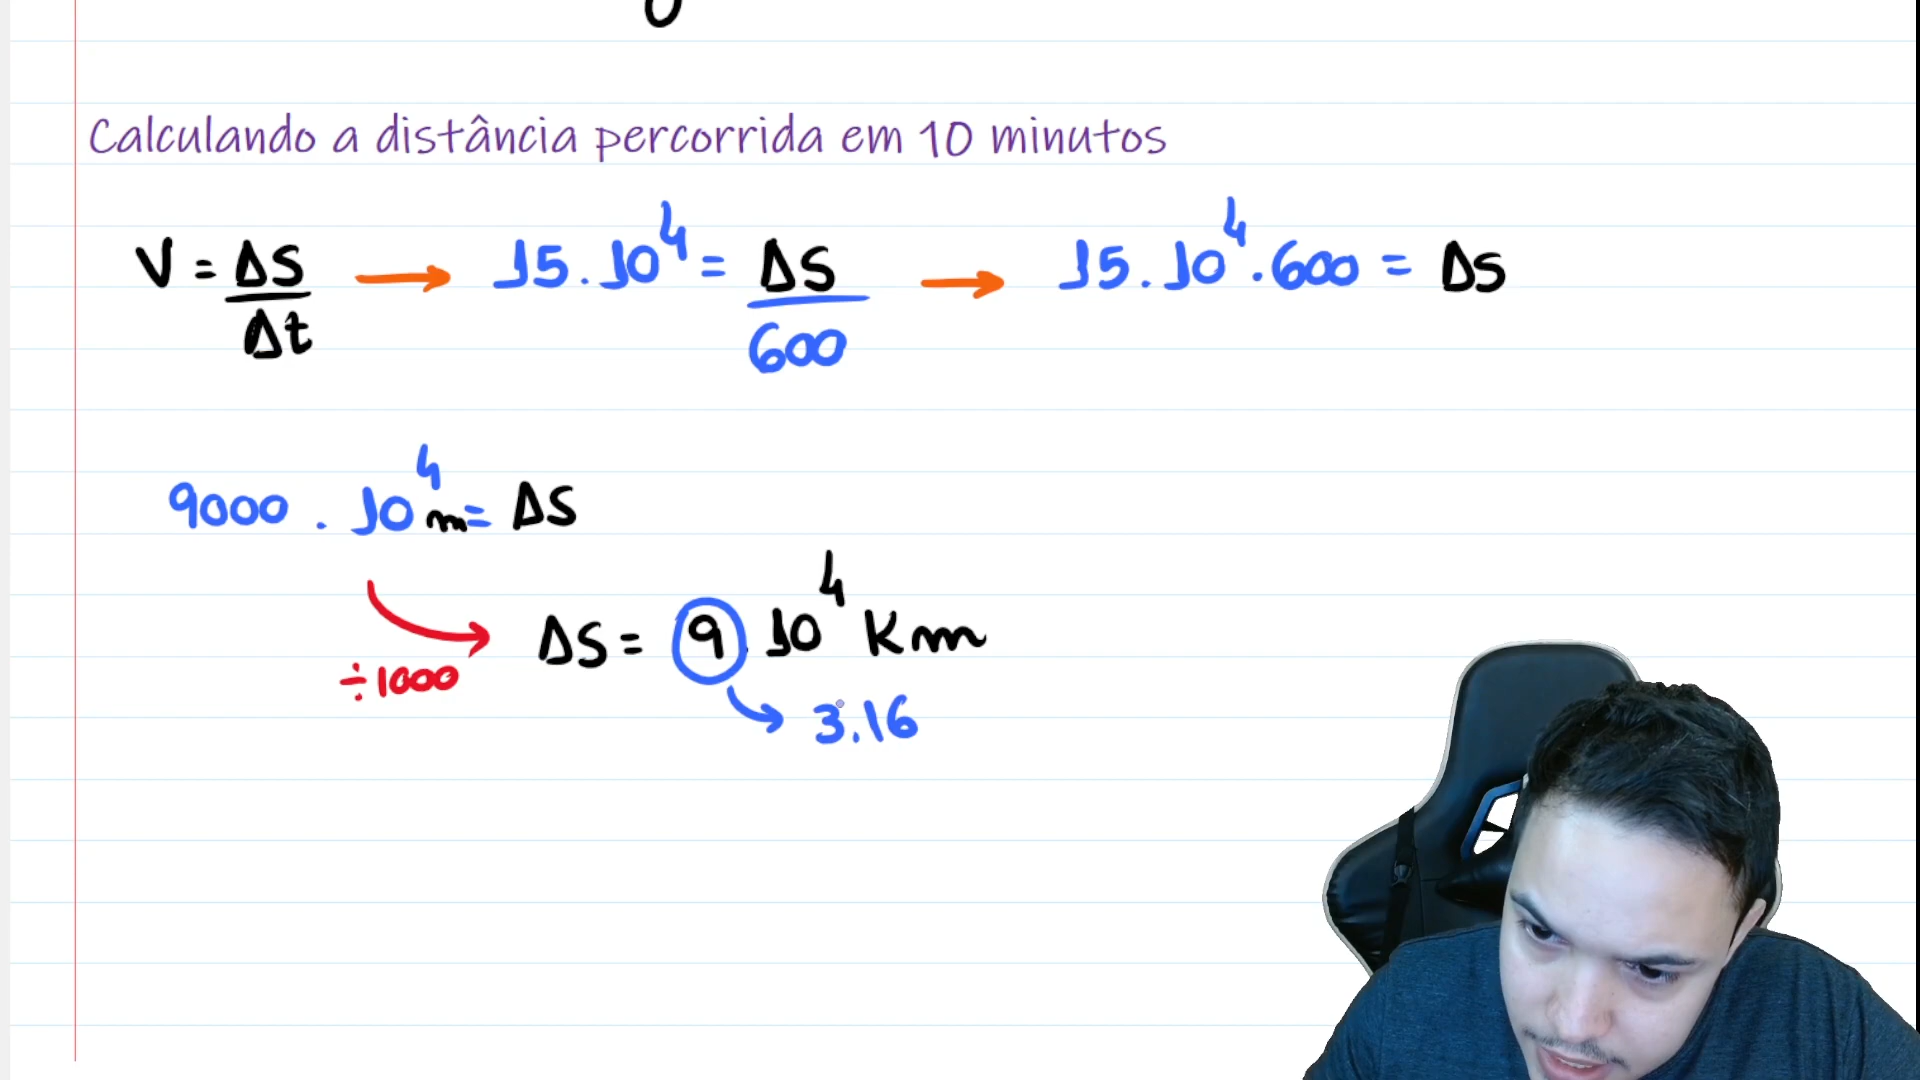 Calculando a distância percorrida em 10 minutos
V = ΔS/Δt → 15.10⁴ = ΔS/600 → 15.10⁴.600 = ΔS
9000 . 10⁴ m = ΔS
÷1000 → ΔS = 9.10⁴ Km
→ 3.16